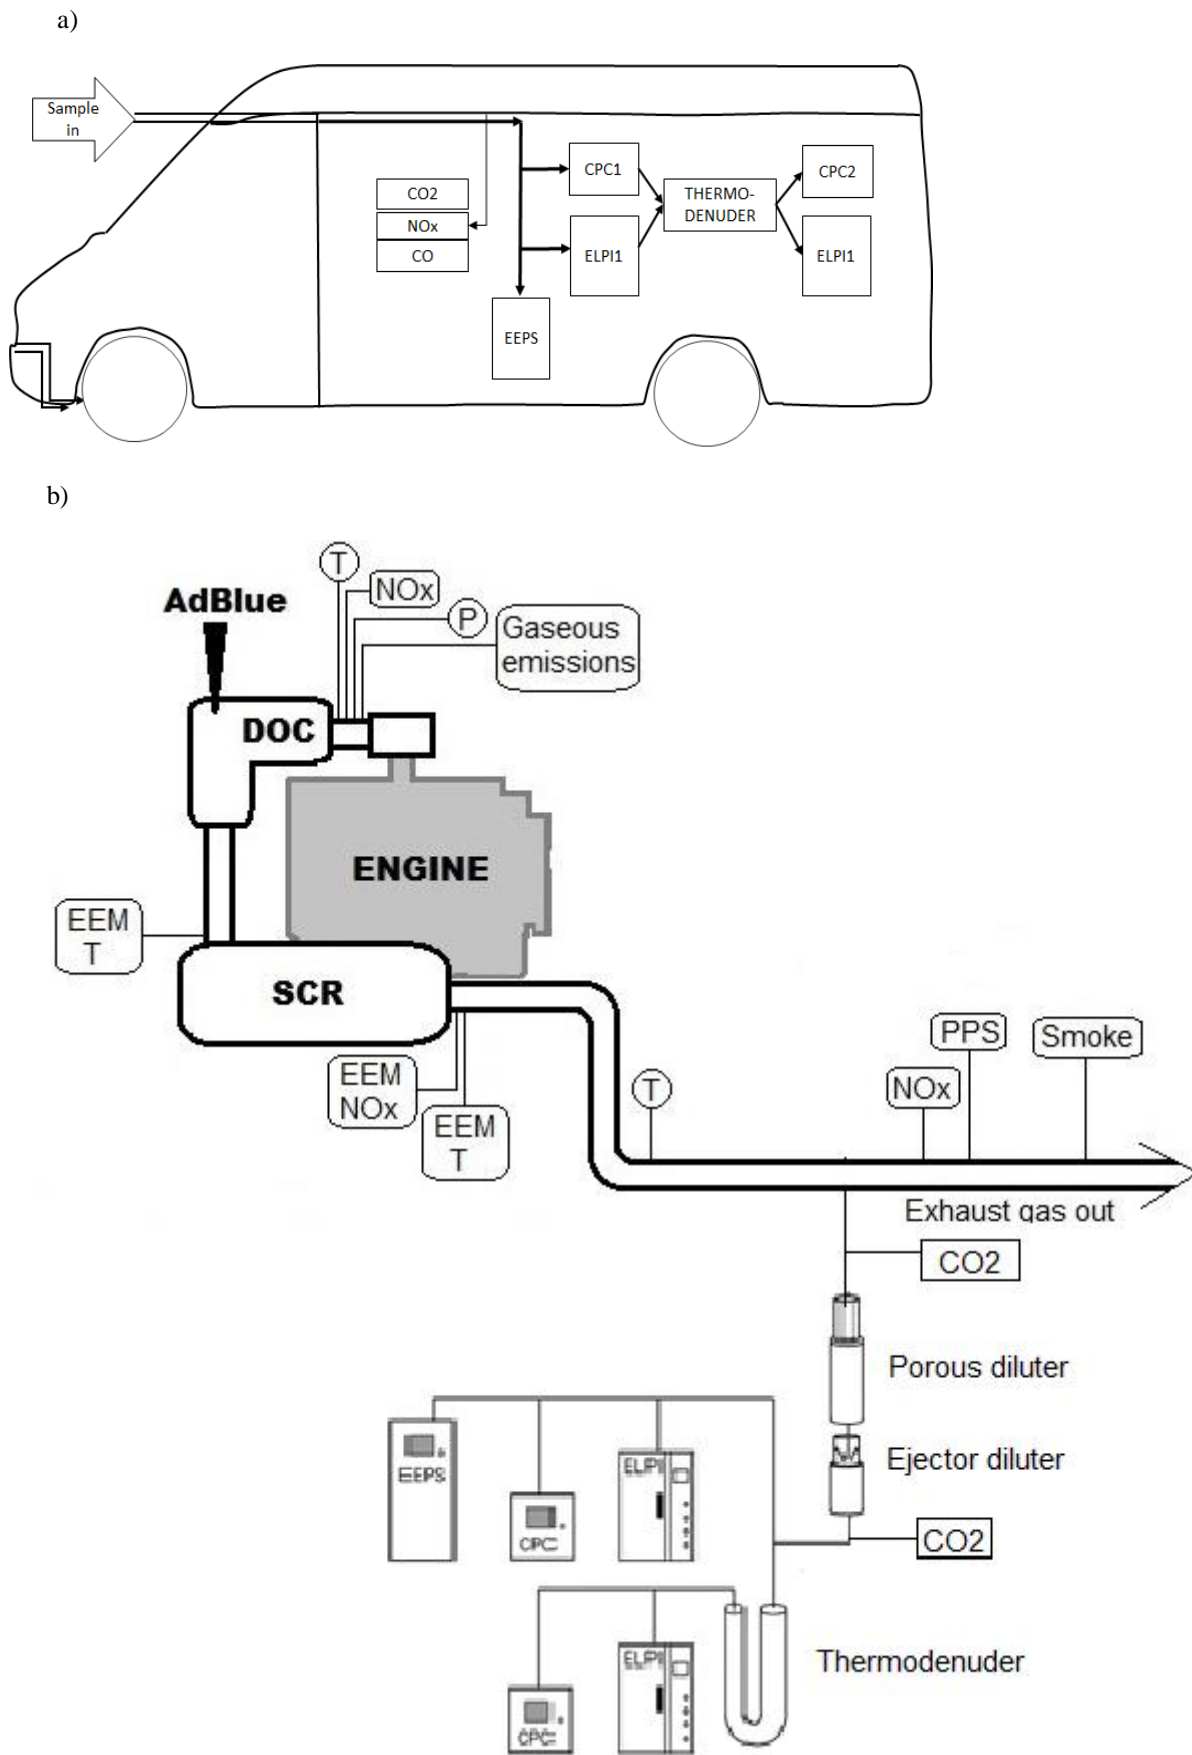 a)
Sample
in
CO2
NOx
CO
CPC1
ELPI1
THERMO-
DENUDER
CPC2
ELPI1
EEPS
b)
T
NOx
AdBlue
P
Gaseous
emissions
DOC
ENGINE
EEM
T
SCR
EEM
NOx
EEM
T
T
NOx
PPS
Smoke
Exhaust gas out
CO2
Porous diluter
Ejector diluter
CO2
EEPS
CPC
ELPI
Thermodenuder
CPC
ELPI